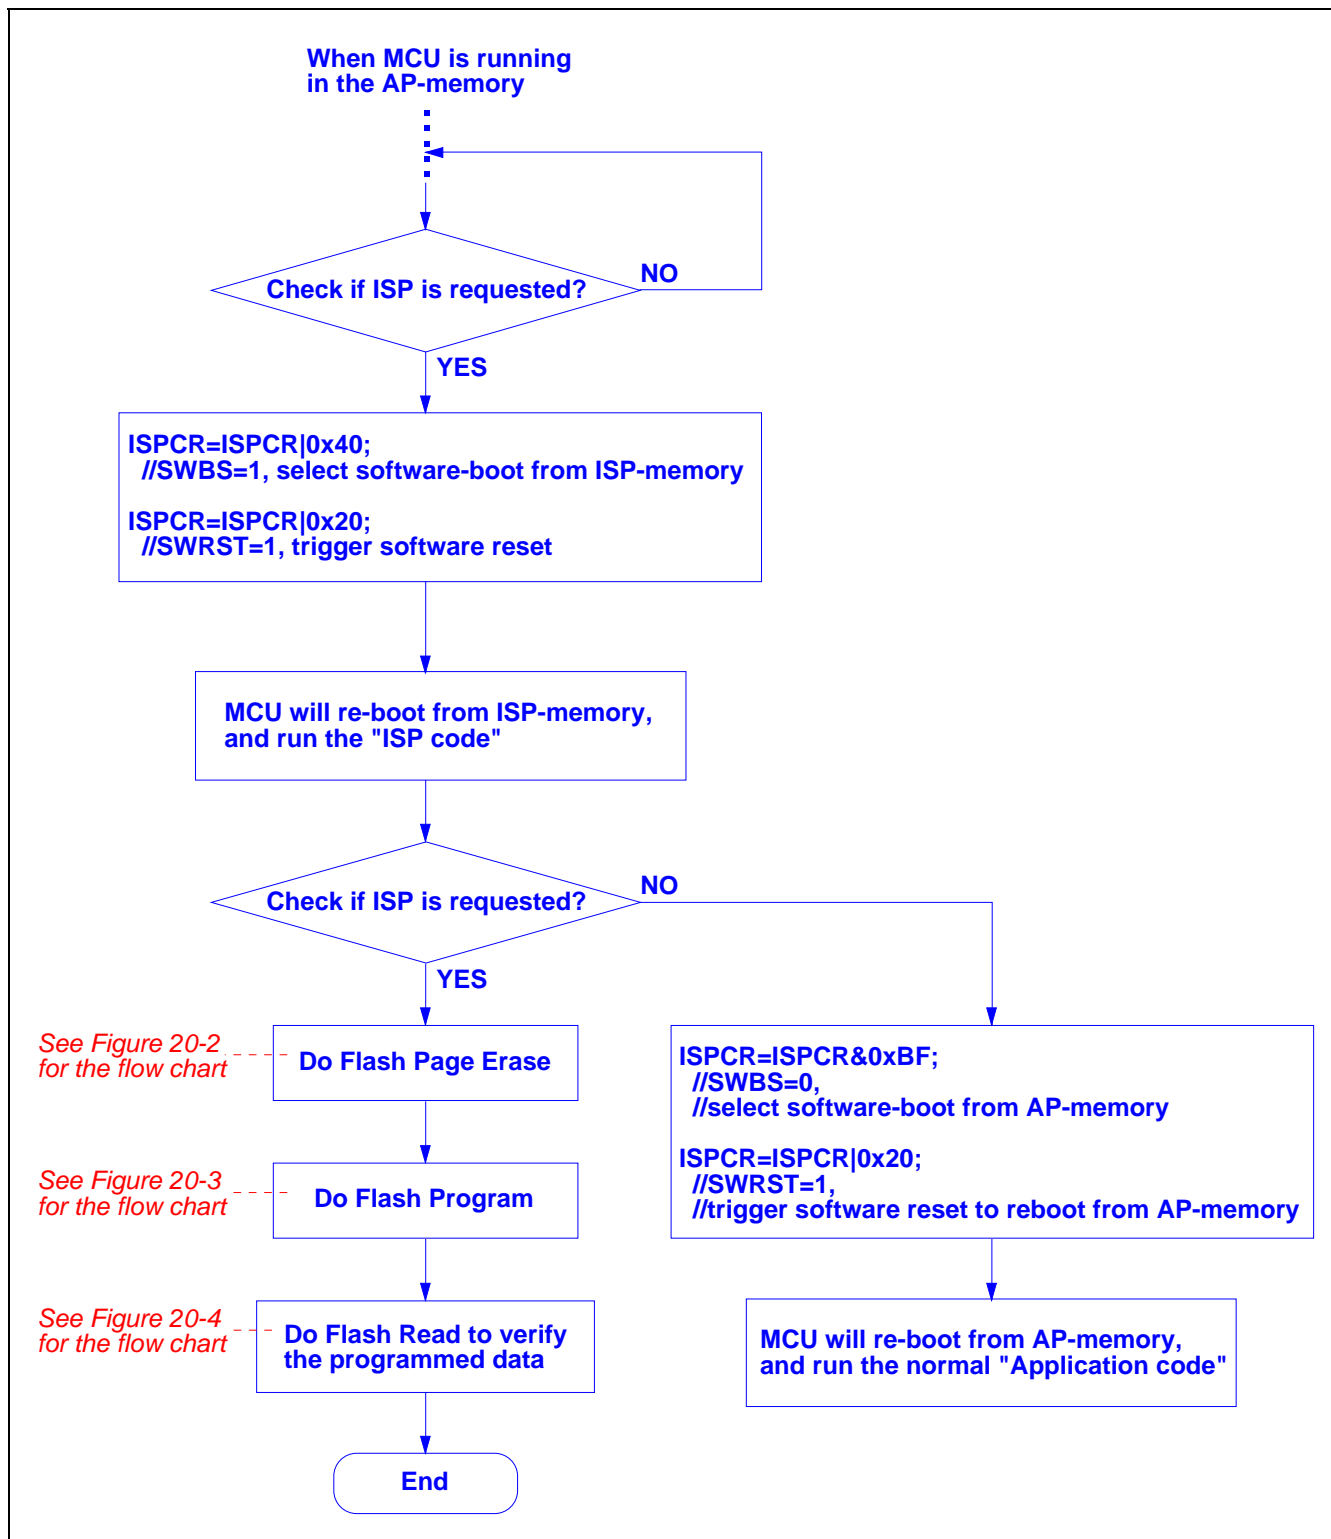 When MCU is running
in the AP-memory
Check if ISP is requested?
NO
YES
ISPCR=ISPCR|0x40;
//SWBS=1, select software-boot from ISP-memory
ISPCR=ISPCR|0x20;
//SWRST=1, trigger software reset
MCU will re-boot from ISP-memory,
and run the "ISP code"
Check if ISP is requested?
NO
YES
See Figure 20-2
for the flow chart
Do Flash Page Erase
See Figure 20-3
for the flow chart
Do Flash Program
See Figure 20-4
for the flow chart
Do Flash Read to verify
the programmed data
End
ISPCR=ISPCR&0xBF;
//SWBS=0,
//select software-boot from AP-memory
ISPCR=ISPCR|0x20;
//SWRST=1,
//trigger software reset to reboot from AP-memory
MCU will re-boot from AP-memory,
and run the normal "Application code"